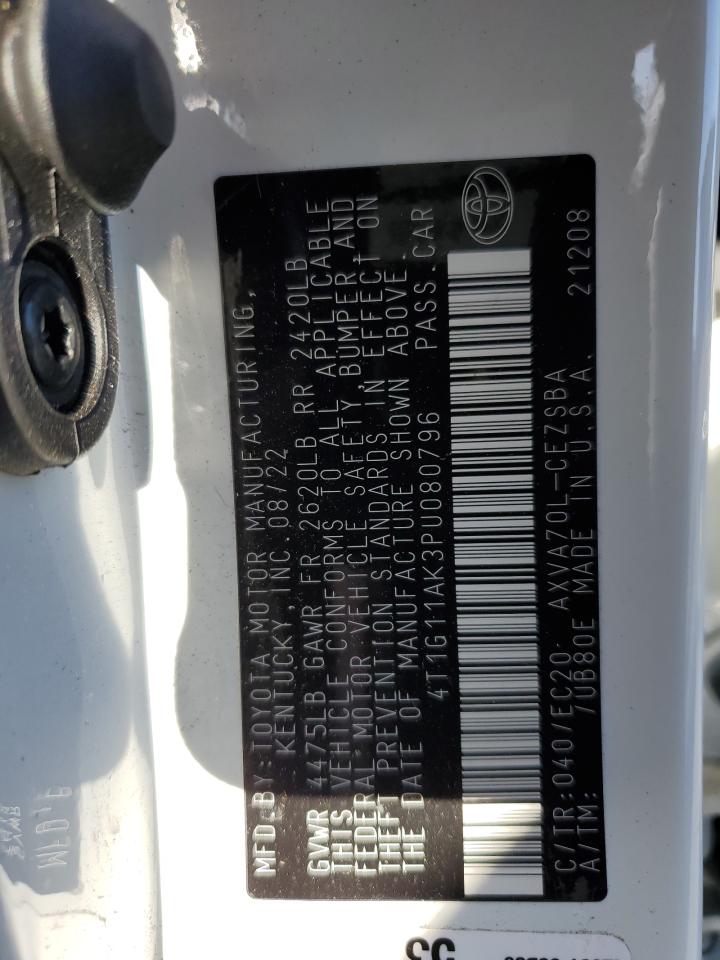 MFD.BY:TOYOTA MOTOR MANUFACTURING,
KENTUCKY, INC. 08/22
GVWR 4475LB GAWR FR 2620LB RR 2420LB
THIS VEHICLE CONFORMS TO ALL APPLICABLE
FEDERAL MOTOR VEHICLE SAFETY, BUMPER, AND
THEFT PREVENTION STANDARDS IN EFFECT ON
THE DATE OF MANUFACTURE SHOWN ABOVE.
4T1G11AK3PU080796 PASS.CAR
C/TR:040/EC20 AXVA70L-CEZSBA
A/TM: /UB80E MADE IN U.S.A. 21208